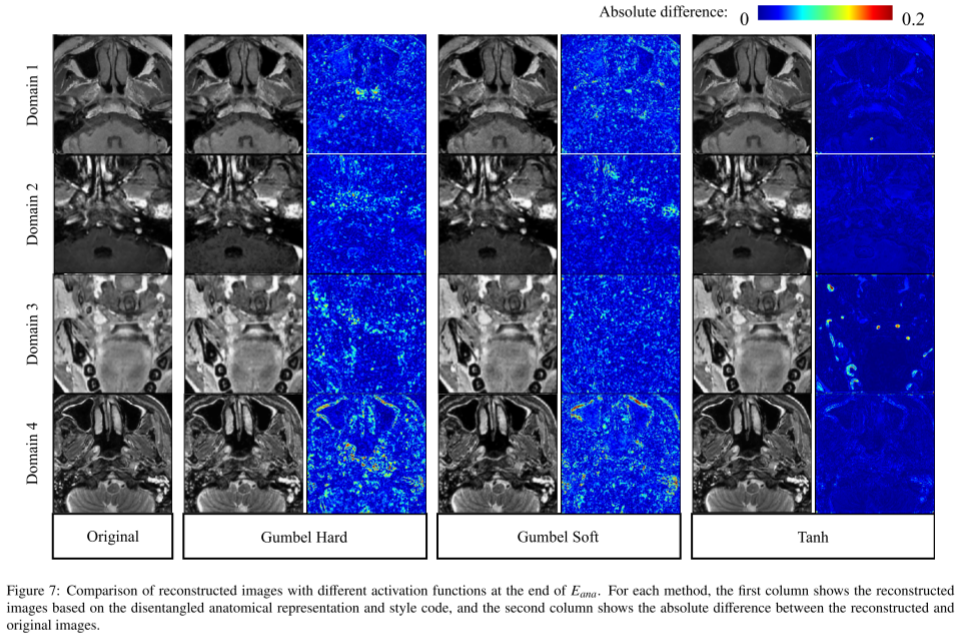 Absolute difference: 0 0.2
Domain 1
Domain 2
Domain 3
Domain 4
Original Gumbel Hard Gumbel Soft Tanh
Figure 7: Comparison of reconstructed images with different activation functions at the end of Eana. For each method, the first column shows the reconstructed
images based on the disentangled anatomical representation and style code, and the second column shows the absolute difference between the reconstructed and
original images.